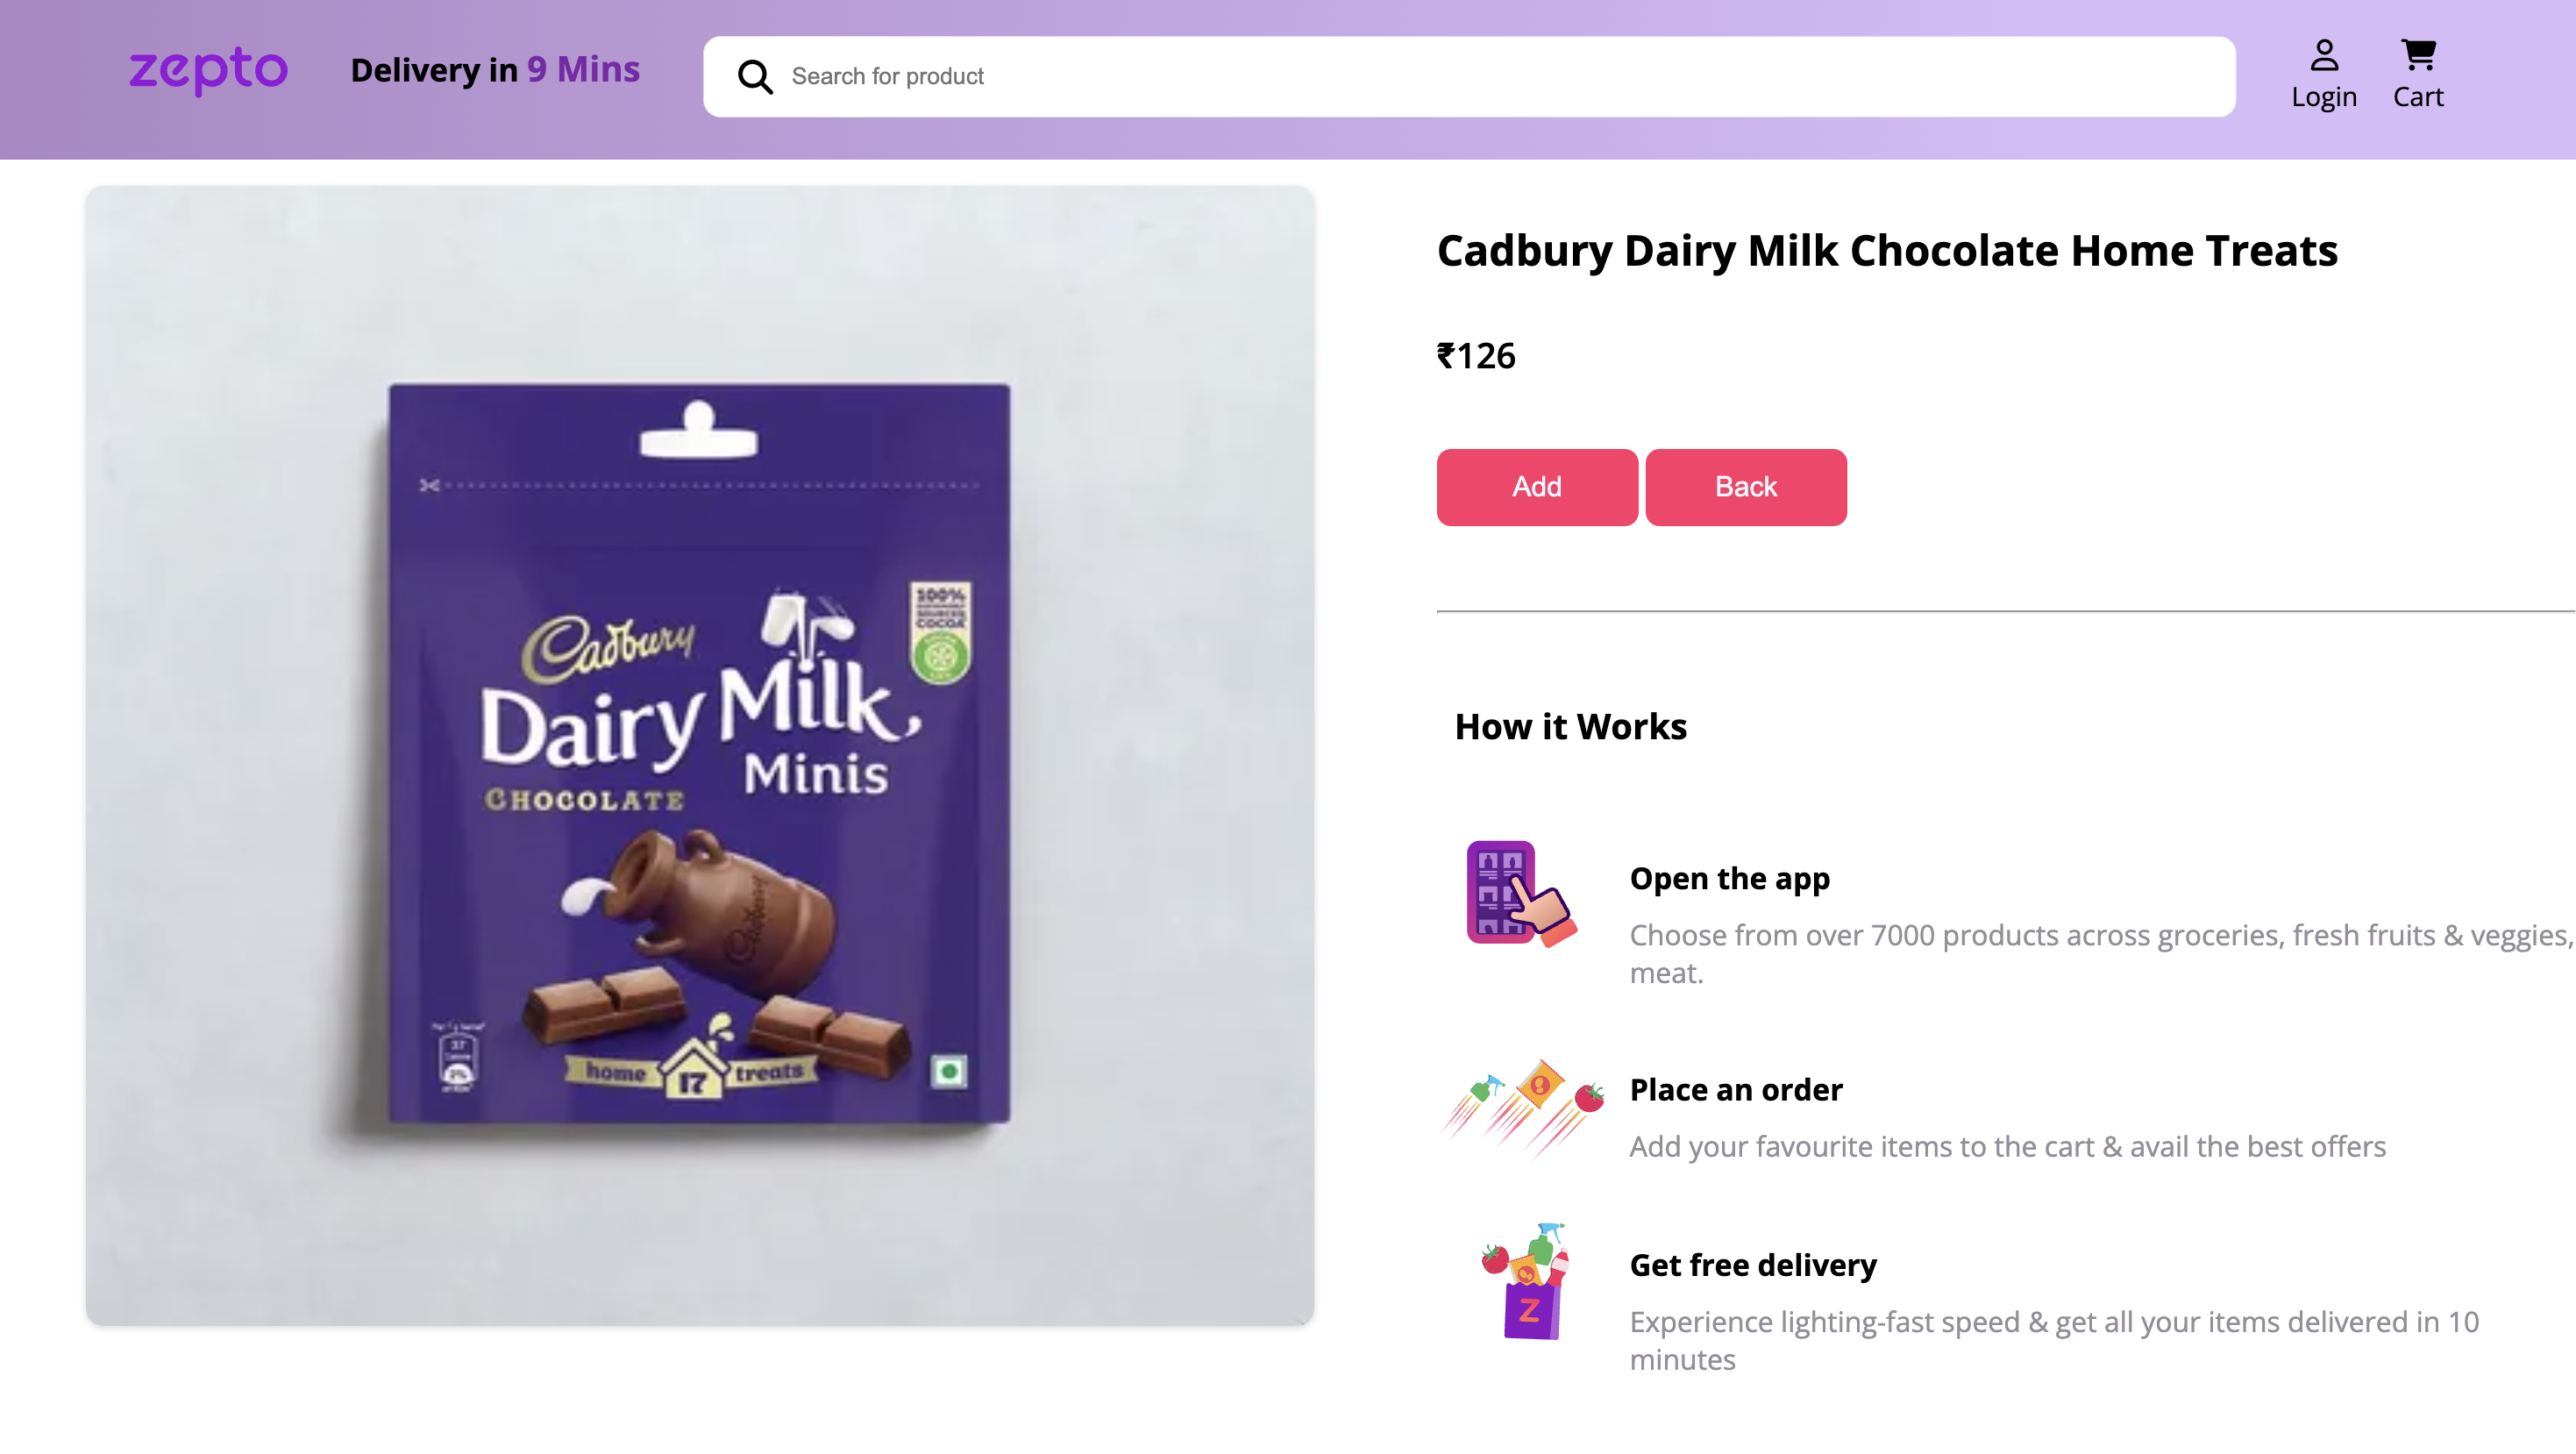 zepto
Delivery in 9 Mins
Search for product
Login
Cart
Cadbury Dairy Milk Chocolate Home Treats
₹126
Add
Back
100%
COCOA
Cadbury
Dairy Milk
Minis
CHOCOLATE
Cadbury
home 17 treats
How it Works
Open the app
Choose from over 7000 products across groceries, fresh fruits & veggies,
meat.
Place an order
Add your favourite items to the cart & avail the best offers
Z
Get free delivery
Experience lighting-fast speed & get all your items delivered in 10
minutes